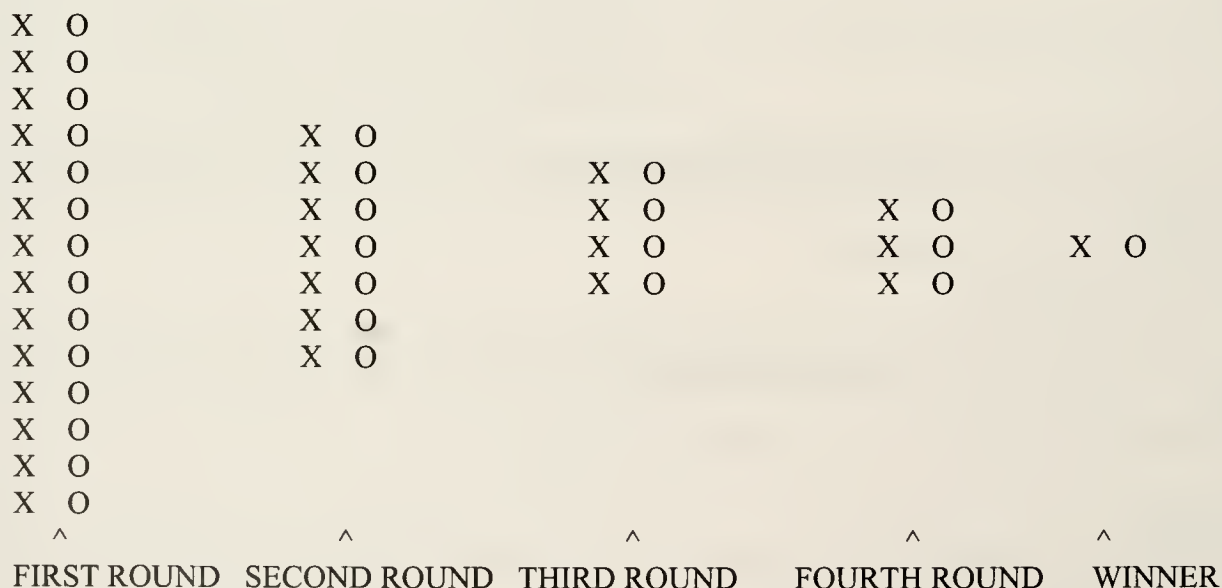 X O
X O
X O
X O X O
X O X O X O
X O X O X O X O
X O X O X O X O X O
X O X O X O X O
X O X O
X O X O
X O
X O
X O
X O
^ ^ ^ ^ ^
FIRST ROUND SECOND ROUND THIRD ROUND FOURTH ROUND WINNER